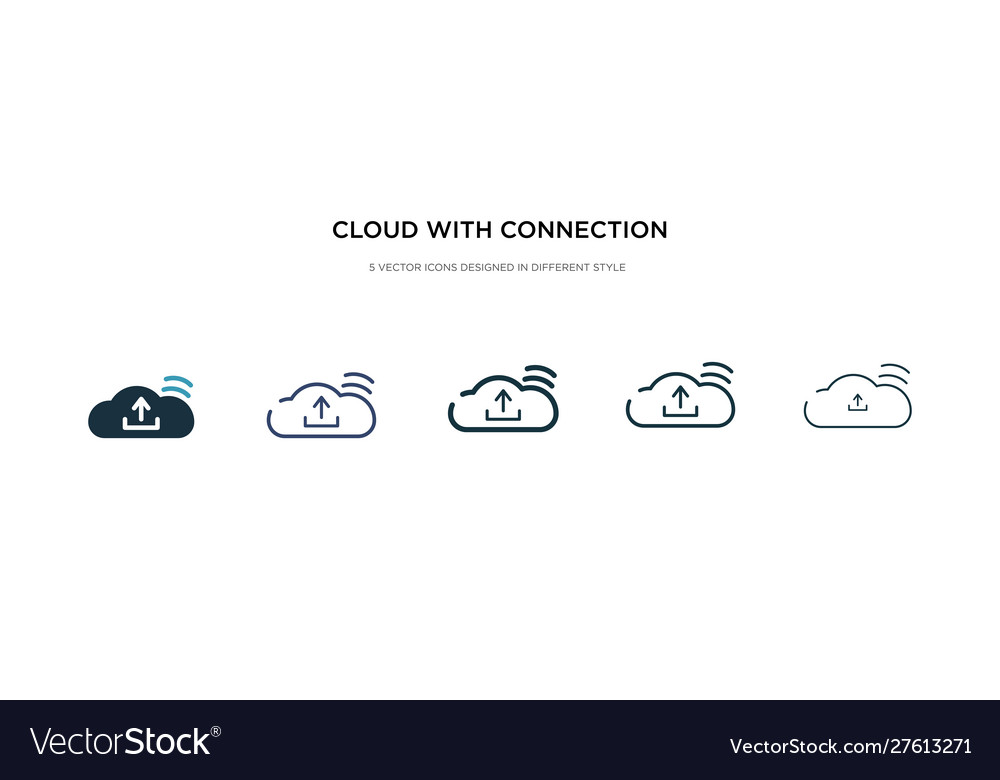 CLOUD WITH CONNECTION
5 VECTOR ICONS DESIGNED IN DIFFERENT STYLE
VectorStock®
VectorStock.com/27613271